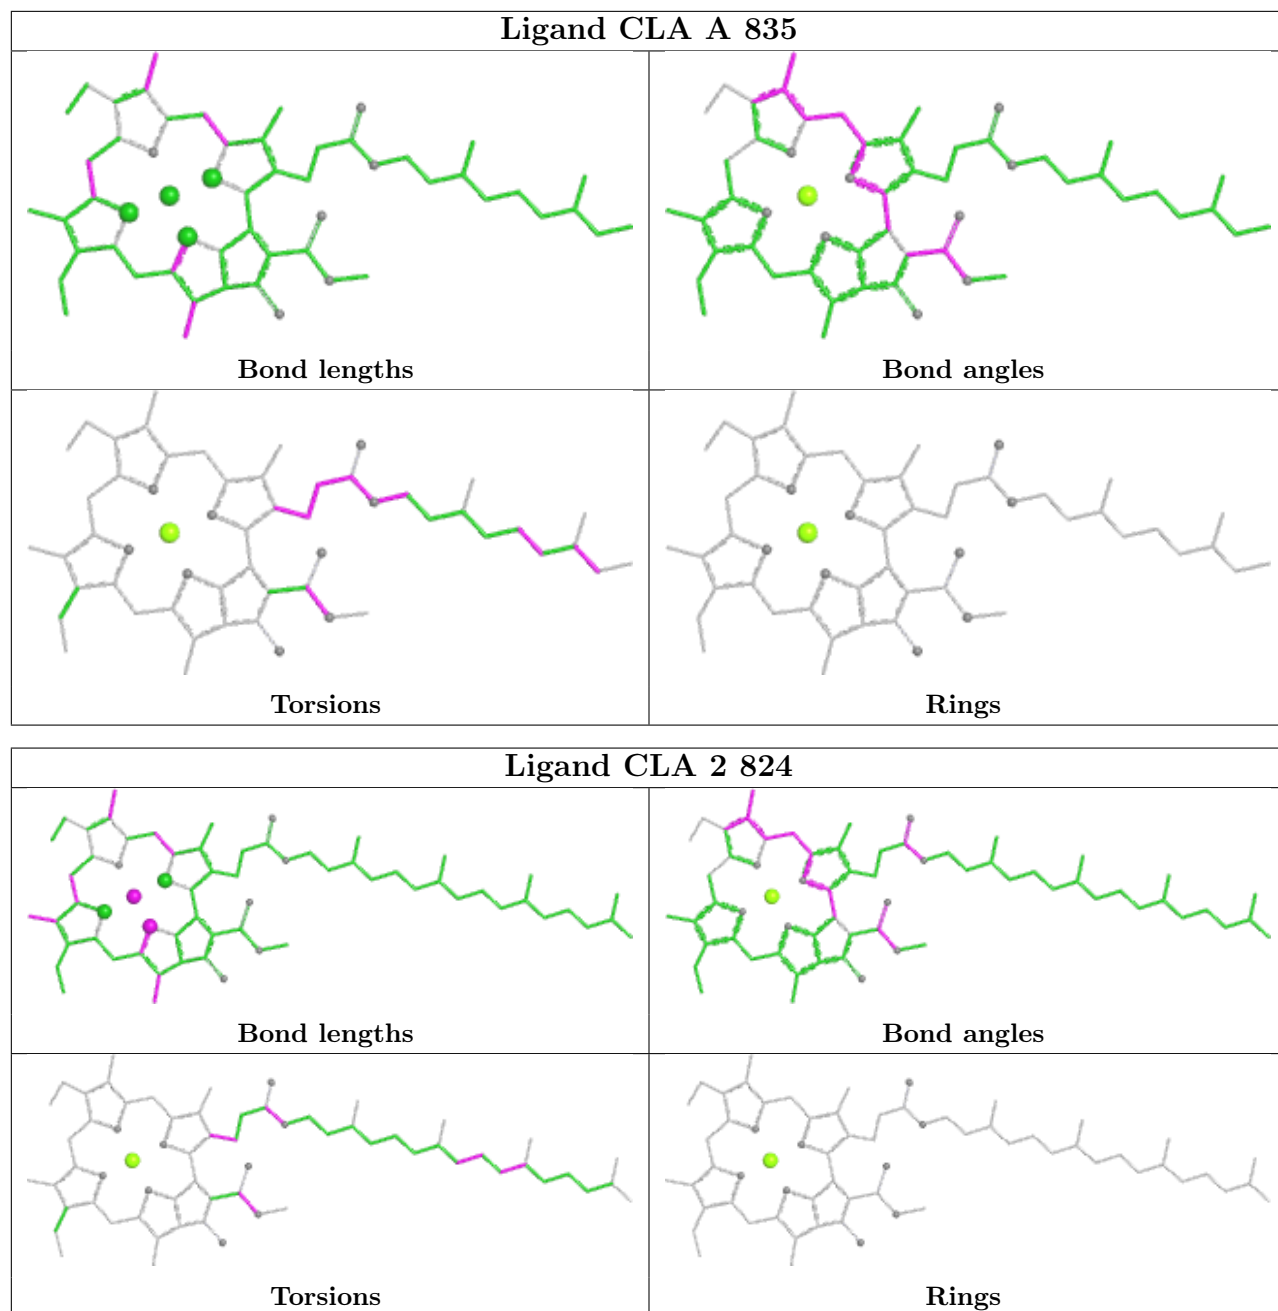 Ligand CLA A 835
Bond lengths
Bond angles
Torsions
Rings
Ligand CLA 2 824
Bond lengths
Bond angles
Torsions
Rings